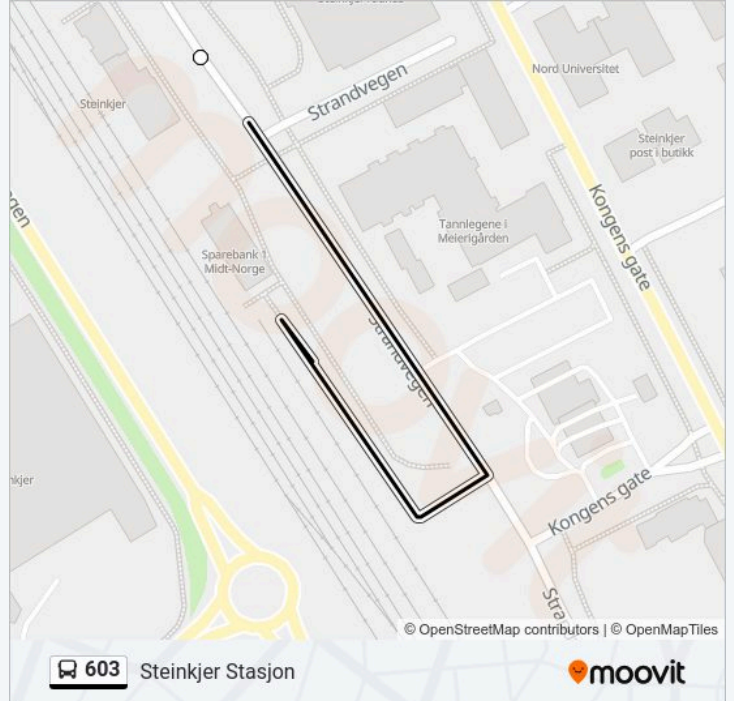 Strandvegen
Nord Universitet
Steinkjer
Steinkjer
post i butikk
Kongens gate
Tannlegene i
Meierigården
Sparebank 1
Midt-Norge
Strandvegen
Kongens gate
© OpenStreetMap contributors | © OpenMapTiles
603 Steinkjer Stasjon
moovit